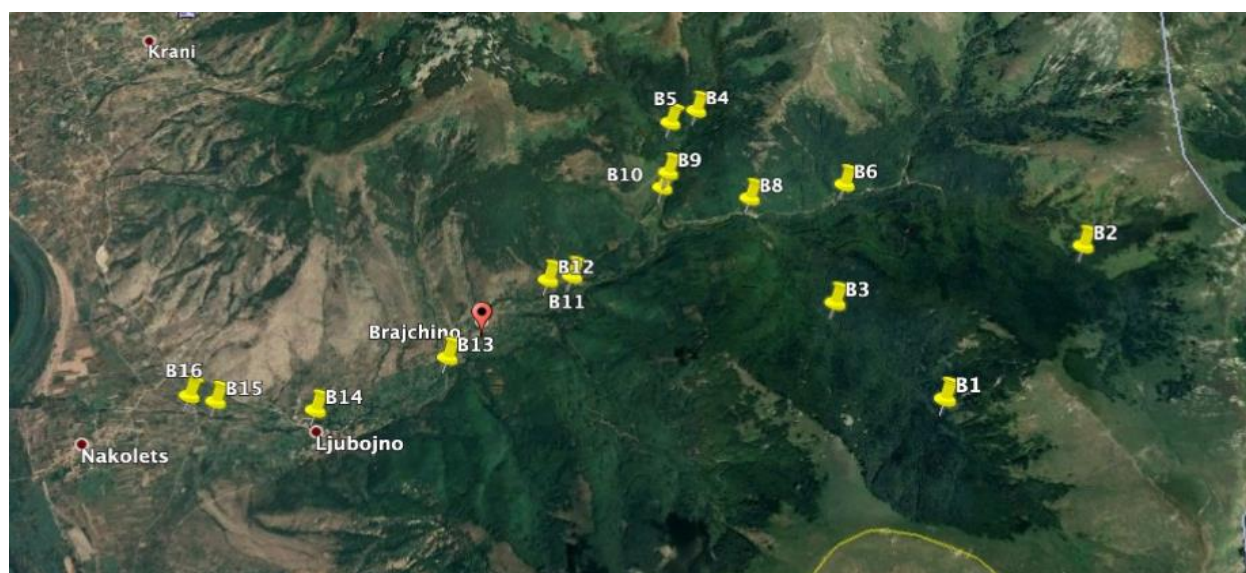 Krani
B5
B4
B9
B10
B8
B6
B2
B12
B11
B3
Brajchino
B13
B16
B15
B14
B1
Ljubojno
Nakolets